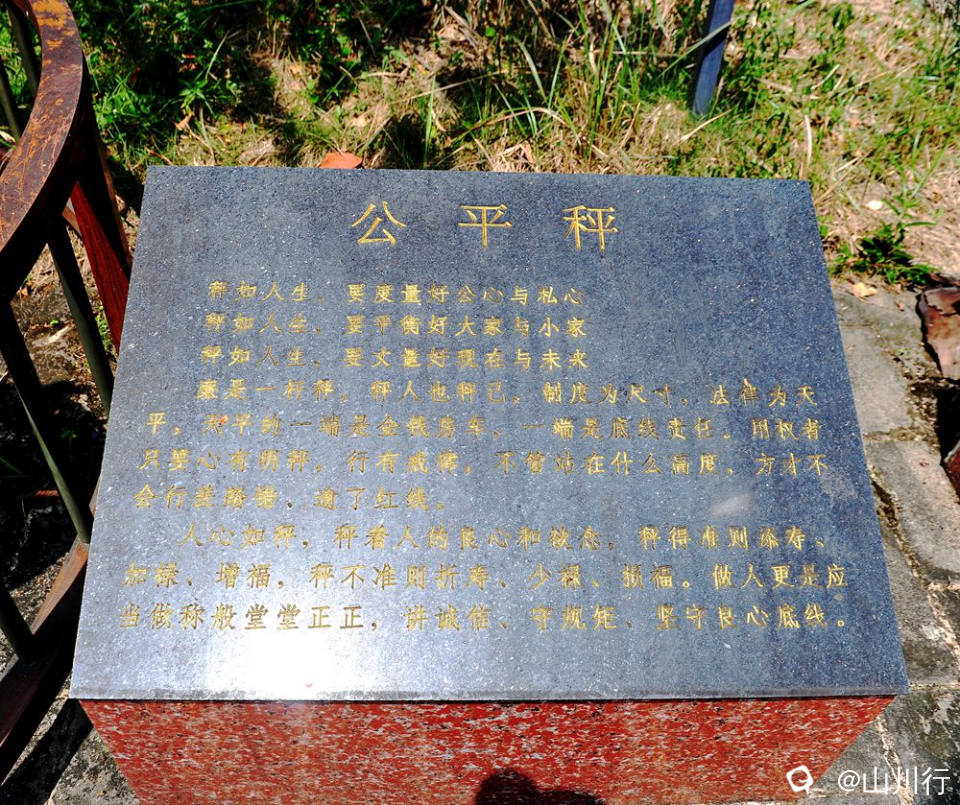 公平秤
秤如人生、要度量好公心与私心
秤如人生、要平衡好大家与小家
秤如人生、要丈量好现在与未来
廉是一杆秤，秤人也秤己。制度为尺寸，法律为天
平，天平的一端是金钱房车，一端是底线责任。用权者
只要心有明秤，行有戒惧，不管站在什么高度，方才不
会行差踏错、逾了红线。
人心如秤，秤着人的良心和欲念，秤得准则添寿、
加禄、增福，秤不准则折寿、少禄、损福。做人更是应
当做称般堂堂正正，讲诚信、守规矩、坚守良心底线。
@山川行